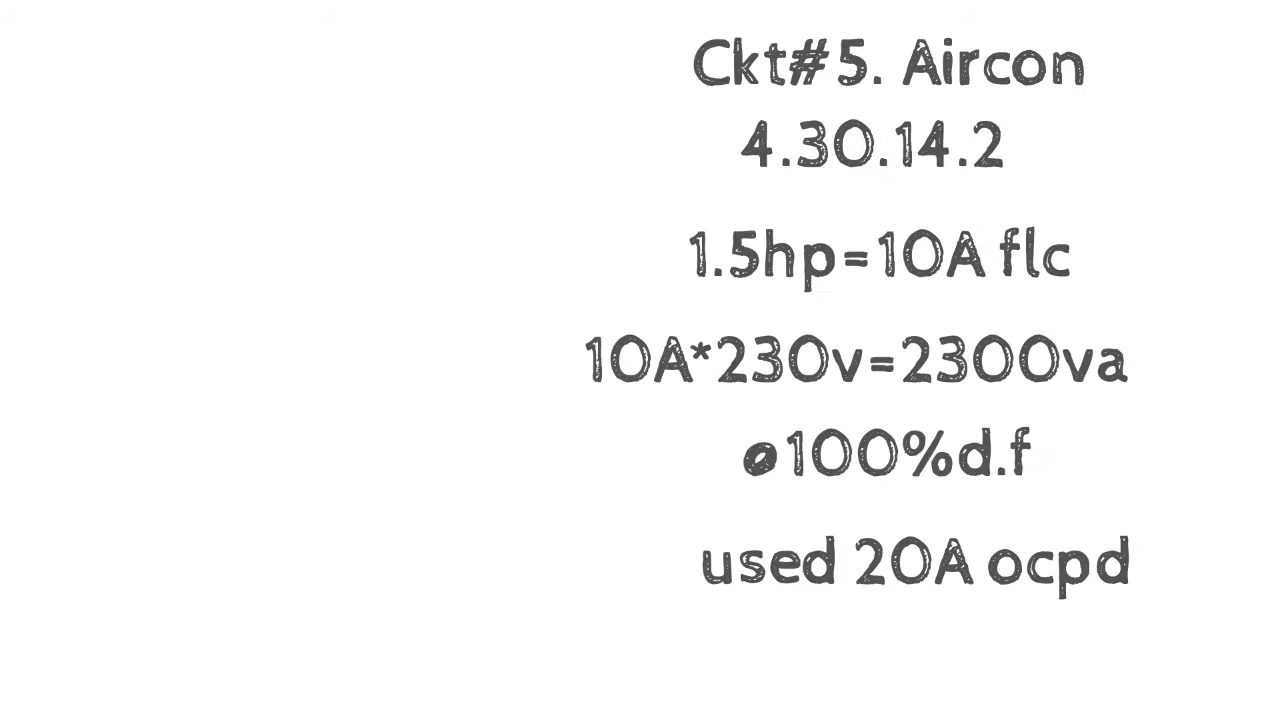 Ckt#5. Aircon
4.30.14.2
1.5hp=10A flc
10A*230v=2300va
@100%d.f
used 20A ocpd